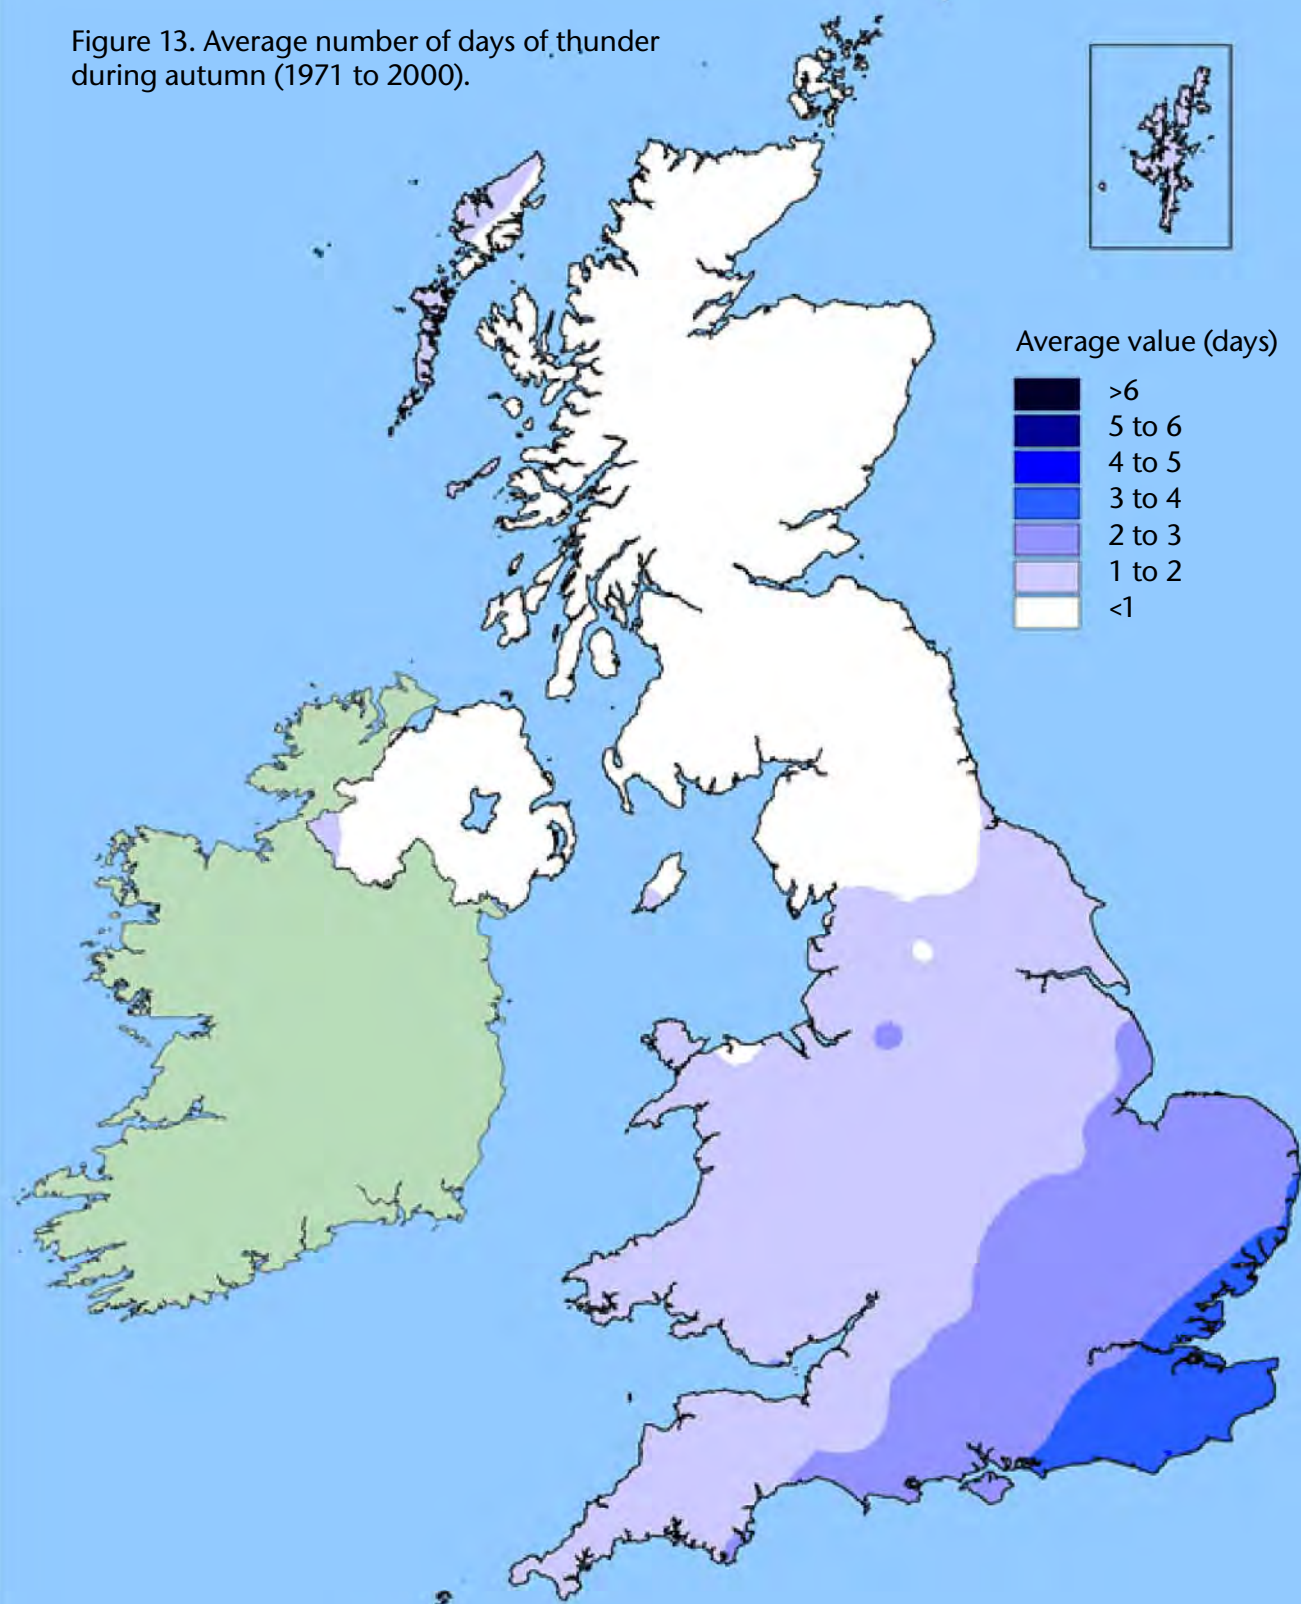 Figure 13. Average number of days of thunder
during autumn (1971 to 2000).
Average value (days)
>6
5 to 6
4 to 5
3 to 4
2 to 3
1 to 2
<1